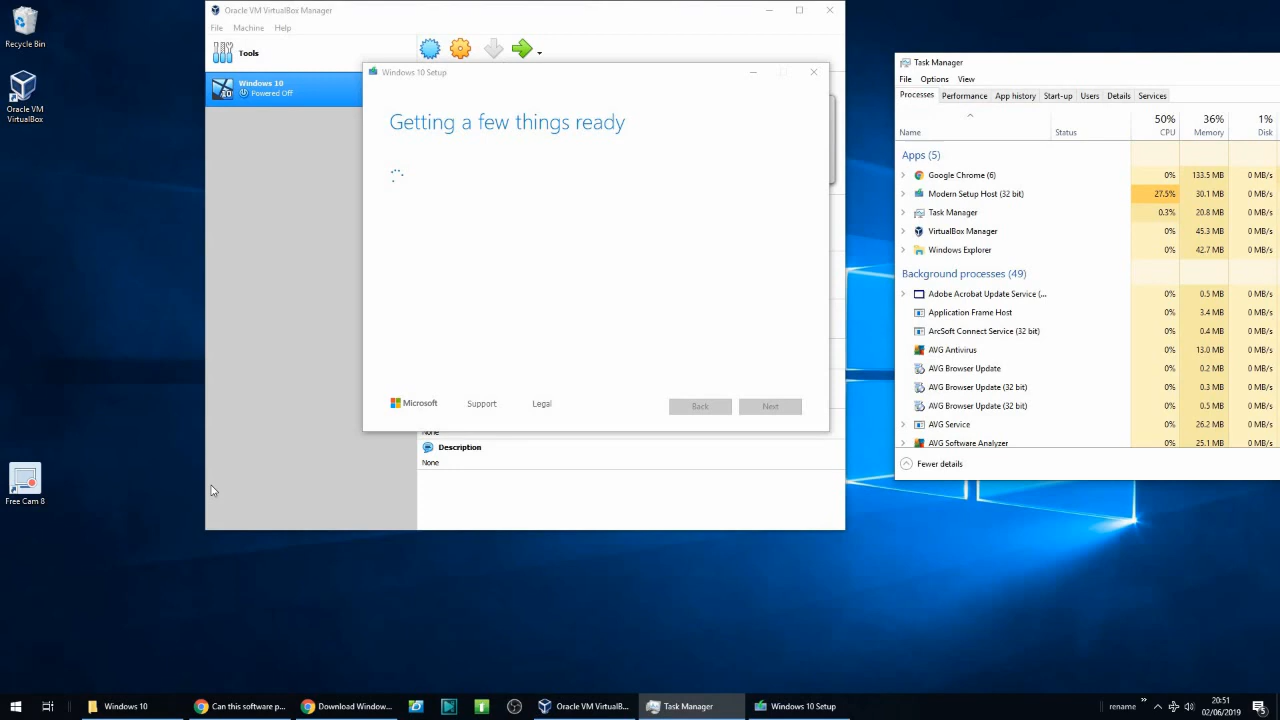 Recycle Bin
Oracle VM
VirtualBox
Free Cam 8
Oracle VM VirtualBox Manager
File Machine Help
Tools
Windows 10
Powered Off
Windows 10 Setup
Getting a few things ready
Microsoft Support Legal
Back Next
None
Description
None
Task Manager
File Options View
Processes Performance App history Start-up Users Details Services
50% 36% 1%
Name Status CPU Memory Disk
Apps (5)
Google Chrome (6) 0% 133.5 MB 0 MB/s
Modern Setup Host (32 bit) 27.5% 30.1 MB 0 MB/s
Task Manager 0.3% 20.8 MB 0 MB/s
VirtualBox Manager 0% 45.3 MB 0 MB/s
Windows Explorer 0% 42.7 MB 0 MB/s
Background processes (49)
Adobe Acrobat Update Service (... 0% 0.5 MB 0 MB/s
Application Frame Host 0% 3.4 MB 0 MB/s
ArcSoft Connect Service (32 bit) 0% 0.4 MB 0 MB/s
AVG Antivirus 0% 13.0 MB 0 MB/s
AVG Browser Update 0% 0.2 MB 0 MB/s
AVG Browser Update (32 bit) 0% 0.3 MB 0 MB/s
AVG Browser Update (32 bit) 0% 0.5 MB 0 MB/s
AVG Service 0% 26.2 MB 0 MB/s
AVG Software Analyzer 0% 25.1 MB 0 MB/s
Fewer details
Windows 10 Can this software p... Download Window... Oracle VM VirtualB... Task Manager Windows 10 Setup rename 20:51
02/06/2019